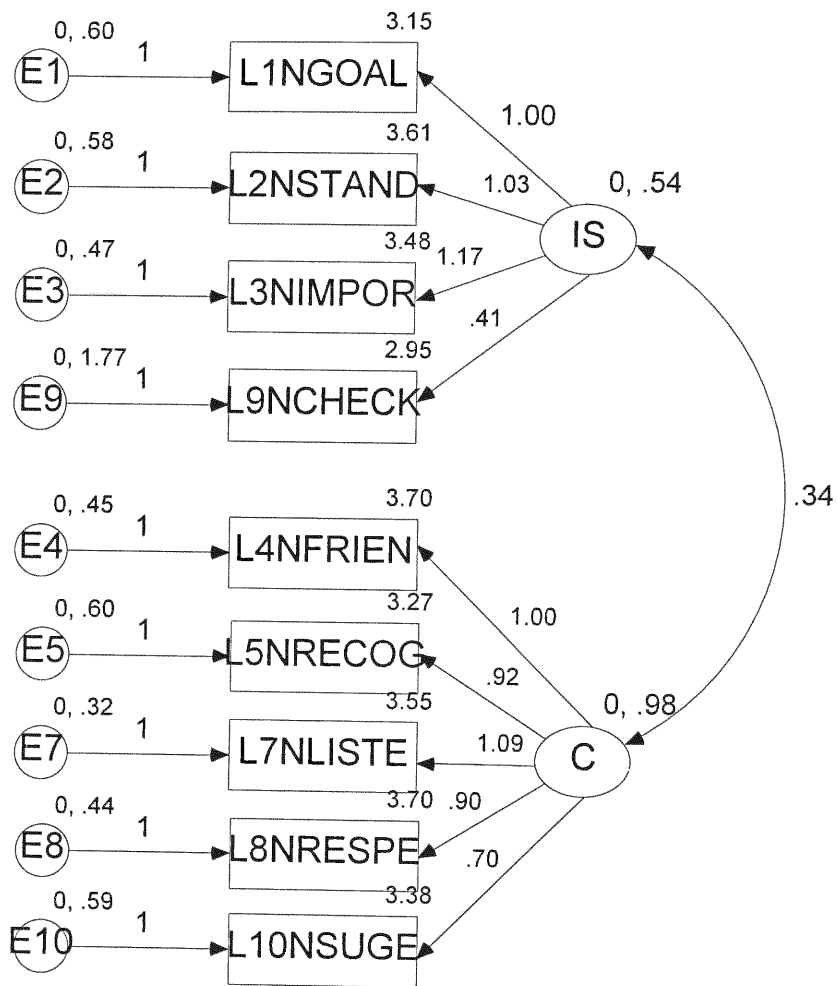 3.15
0, .60
E1
1
L1NGOAL
1.00
3.61
0, .58
E2
1
L2NSTAND
1.03
0, .54
IS
3.48
0, .47
E3
1
L3NIMPOR
1.17
.41
2.95
0, 1.77
E9
1
L9NCHECK
.34
3.70
0, .45
E4
1
L4NFRIEN
1.00
3.27
0, .60
E5
1
L5NRECOG
.92
3.55
0, .98
C
0, .32
E7
1
L7NLISTE
1.09
3.70
.90
0, .44
E8
1
L8NRESPE
.70
3.38
0, .59
E10
1
L10NSUGE